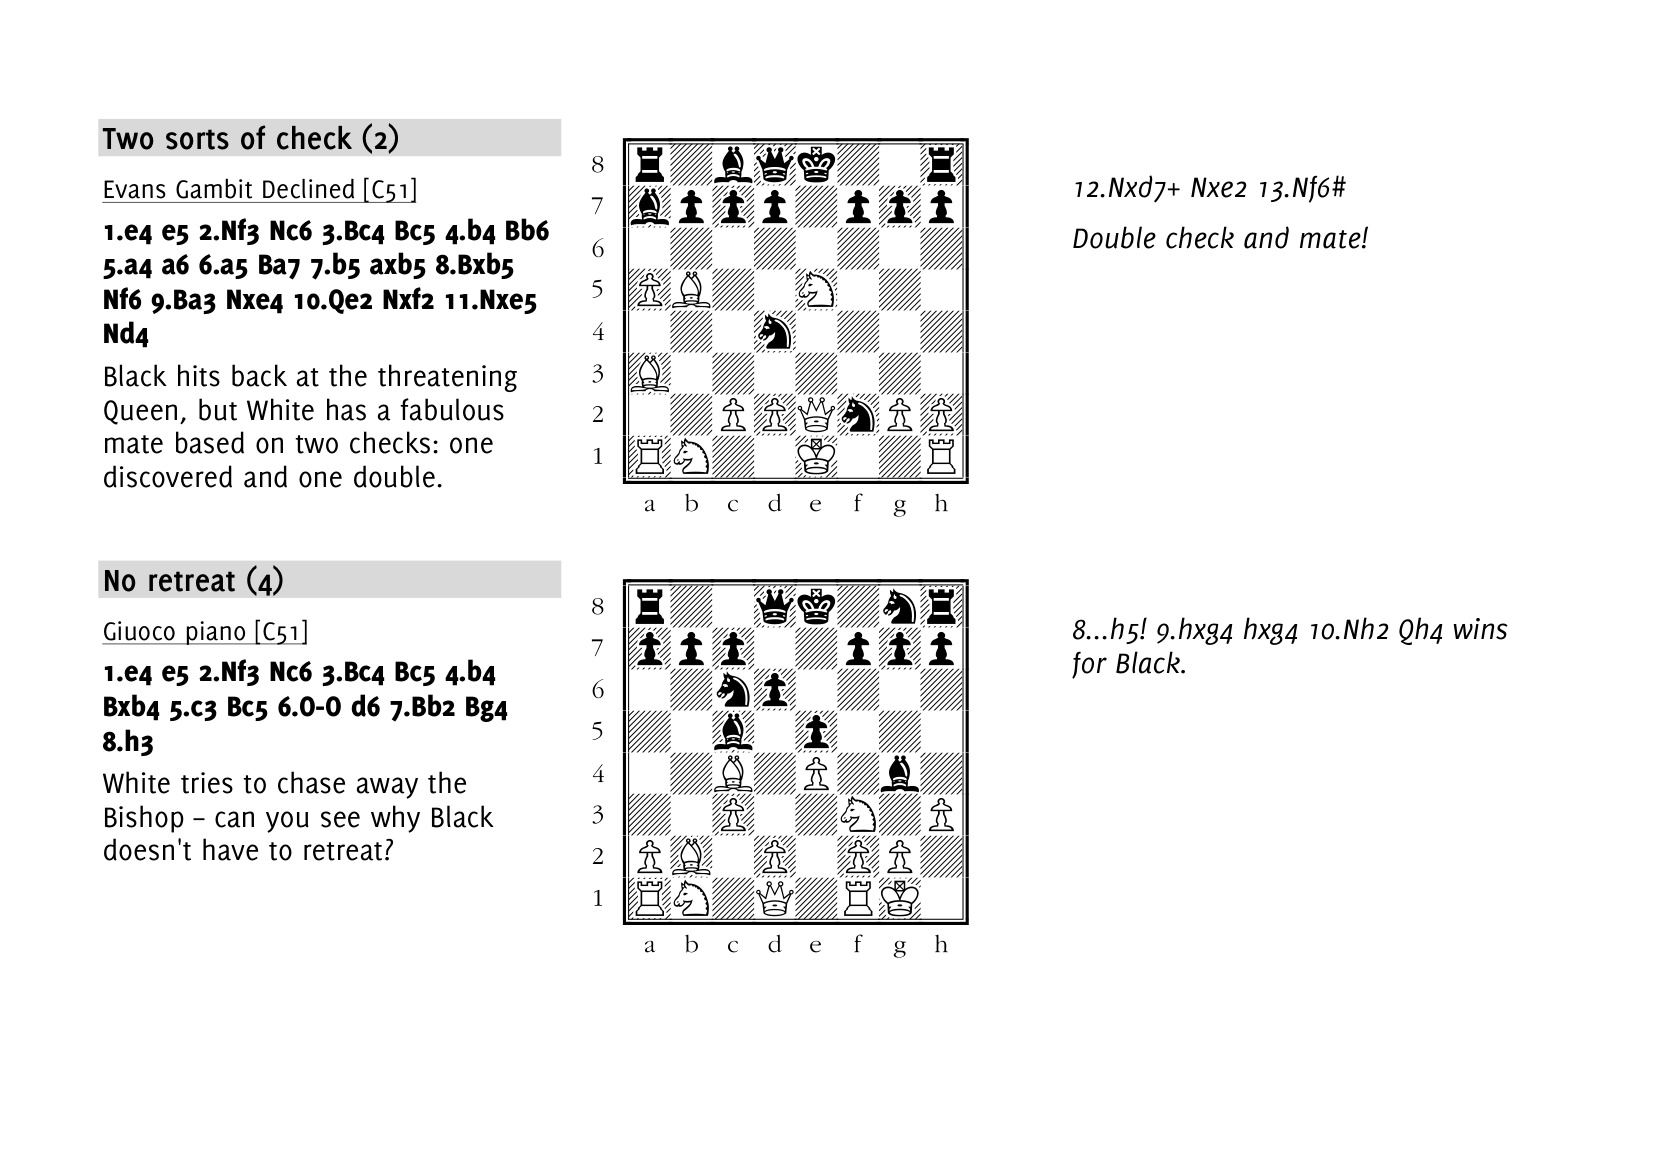 Two sorts of check (2)
Evans Gambit Declined [C51]
1.e4 e5 2.Nf3 Nc6 3.Bc4 Bc5 4.b4 Bb6
5.a4 a6 6.a5 Ba7 7.b5 axb5 8.Bxb5
Nf6 9.Ba3 Nxe4 10.Qe2 Nxf2 11.Nxe5
Nd4
Black hits back at the threatening
Queen, but White has a fabulous
mate based on two checks: one
discovered and one double.
8
7
6
5
4
3
2
1
a b c d e f g h
12.Nxd7+ Nxe2 13.Nf6#
Double check and mate!
No retreat (4)
Giuoco piano [C51]
1.e4 e5 2.Nf3 Nc6 3.Bc4 Bc5 4.b4
Bxb4 5.c3 Bc5 6.O-O d6 7.Bb2 Bg4
8.h3
White tries to chase away the
Bishop – can you see why Black
doesn't have to retreat?
8
7
6
5
4
3
2
1
a b c d e f g h
8...h5! 9.hxg4 hxg4 10.Nh2 Qh4 wins
for Black.